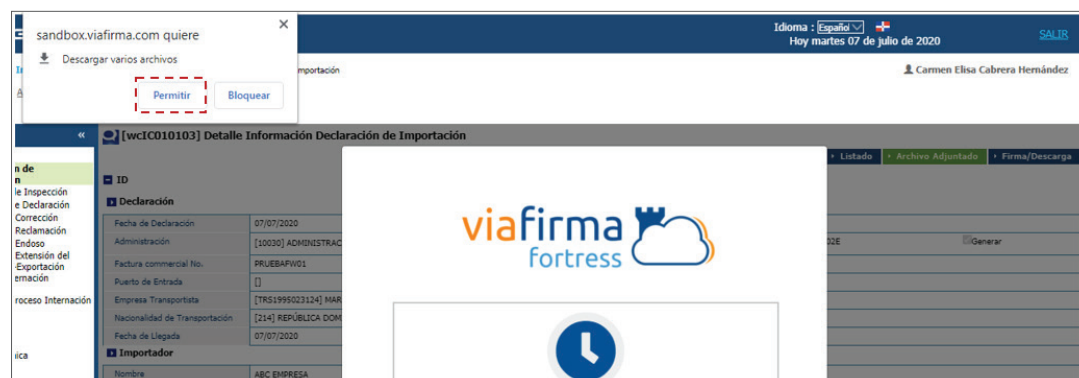 sandbox.viafirma.com quiere
Descargar varios archivos
Permitir
Bloquear
Idioma : Español
Hoy martes 07 de julio de 2020
SALIR
mportación
Carmen Elisa Cabrera Hernández
[wcIC010103] Detalle Información Declaración de Importación
Listado
Archivo Adjuntado
Firma/Descarga
n de
n
le Inspección
e Declaración
Corrección
Reclamación
Endoso
Extensión del
-Exportación
ernación
roceso Internación
ica
ID
Declaración
Fecha de Declaración 07/07/2020
Administración [10030] ADMINISTRAC
02E
Generar
Factura commercial No. PRUEBAFW01
Puerto de Entrada []
Empresa Transportista [TRS1995023124] MAR
Nacionalidad de Transportación [214] REPÚBLICA DOM
Fecha de Llegada 07/07/2020
Importador
Nombre ABC EMPRESA
viafirma
fortress